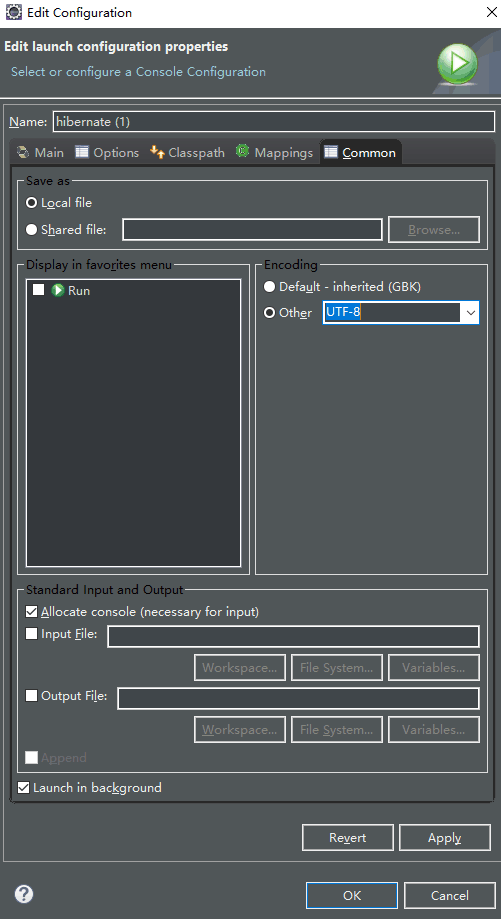 Edit Configuration
Edit launch configuration properties
Select or configure a Console Configuration
Name: hibernate (1)
Main Options Classpath Mappings Common
Save as
Local file
Shared file: Browse...
Display in favorites menu
Run
Encoding
Default - inherited (GBK)
Other UTF-8
Standard Input and Output
Allocate console (necessary for input)
Input File:
Workspace... File System... Variables...
Output File:
Workspace... File System... Variables...
Append
Launch in background
Revert Apply
OK Cancel